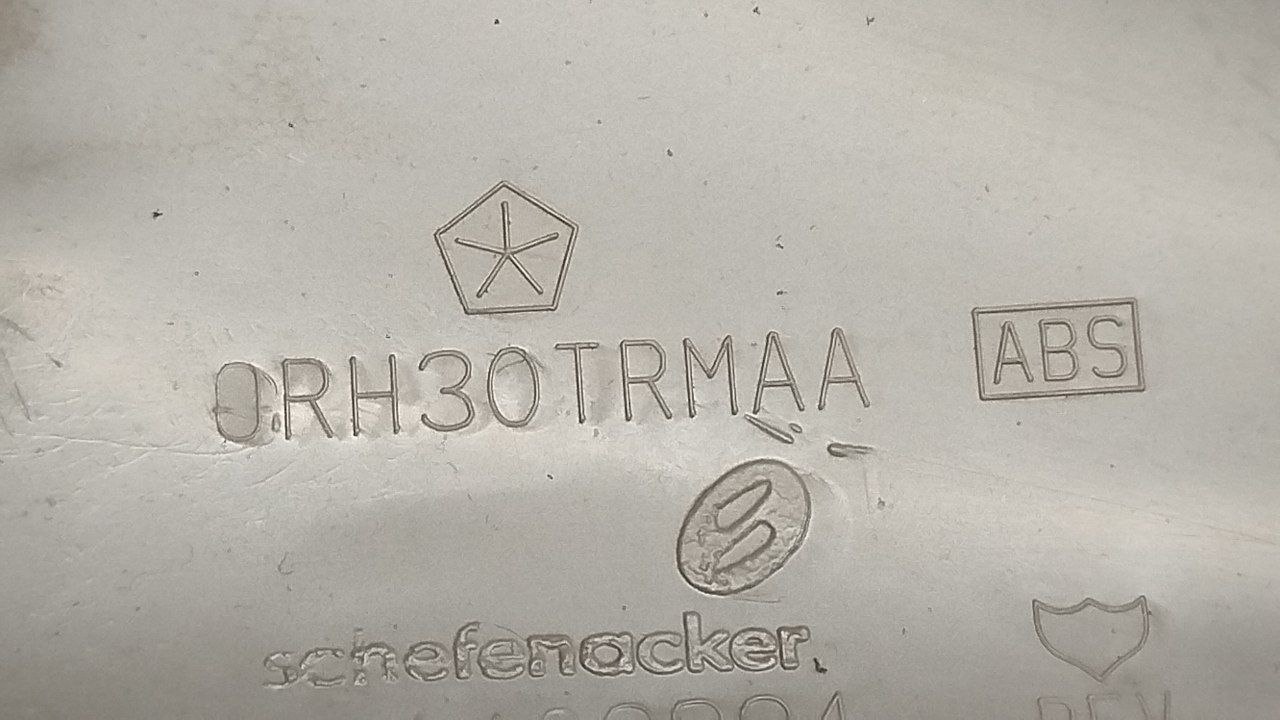 0RH30TRMAA
ABS
schefenacker